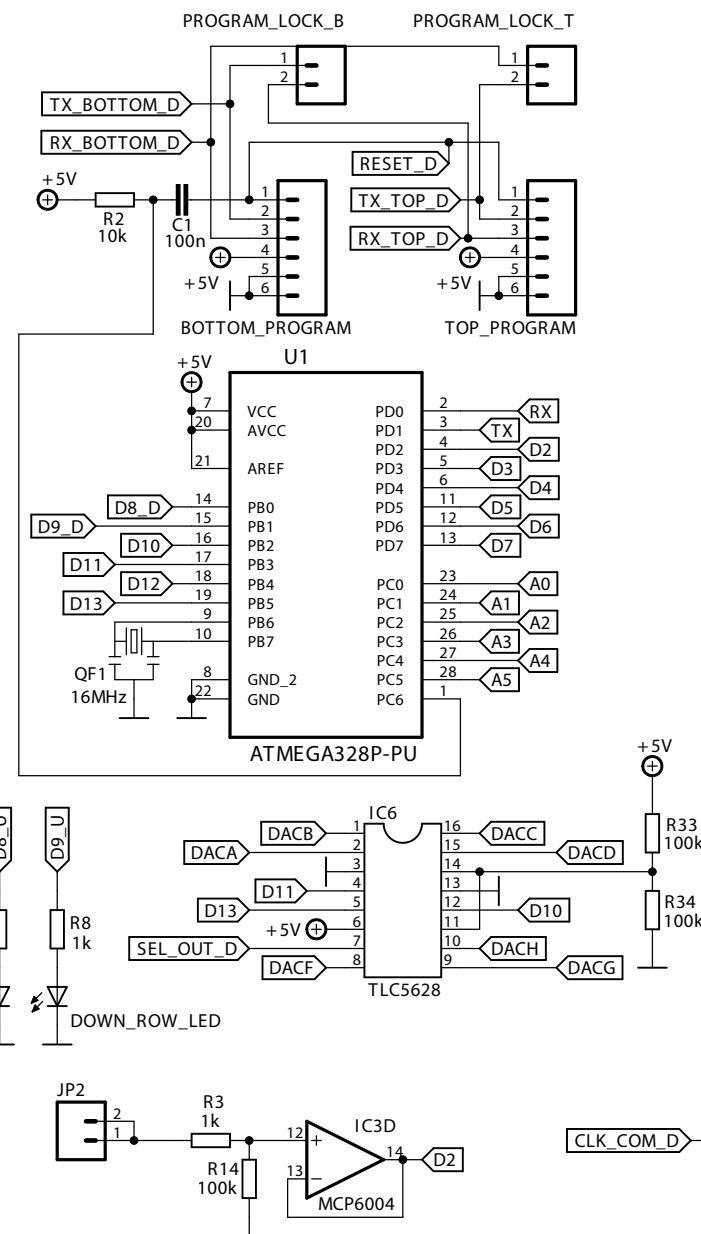 PROGRAM_LOCK_B PROGRAM_LOCK_T
1 1
2 2
TX_BOTTOM_D
RX_BOTTOM_D
RESET_D
+5V
R2
10k
C1
100n
1
2
3
4
5
6
+5V
BOTTOM_PROGRAM
TX_TOP_D
RX_TOP_D
1
2
3
4
5
6
+5V
TOP_PROGRAM
U1
+5V
7 VCC
20 AVCC
21 AREF
D8_D 14 PB0
D9_D 15 PB1
D10 16 PB2
D11 17 PB3
D12 18 PB4
D13 19 PB5
9 PB6
10 PB7
QF1
16MHz
8 GND_2
22 GND
PD0 2 RX
PD1 3 TX
PD2 4 D2
PD3 5 D3
PD4 6 D4
PD5 11 D5
PD6 12 D6
PD7 13 D7
PC0 23 A0
PC1 24 A1
PC2 25 A2
PC3 26 A3
PC4 27 A4
PC5 28 A5
PC6 1
ATMEGA328P-PU
D8_U
D9_U
R8
1k
DOWN_ROW_LED
IC6
DACB 1
DACA 2
3
D11 4
D13 5
+5V 6
SEL_OUT_D 7
DACF 8
16 DACC
15 DACD
14
13
12 D10
11
10 DACH
9 DACG
TLC5628
+5V
R33
100k
R34
100k
JP2
2
1
R3
1k
R14
100k
12 +
13 −
IC3D
14 D2
MCP6004
CLK_COM_D